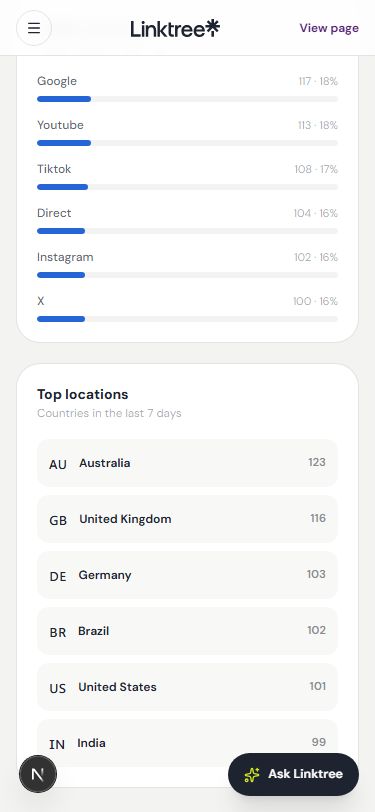 Linktree
View page
Google 117 · 18%
Youtube 113 · 18%
Tiktok 108 · 17%
Direct 104 · 16%
Instagram 102 · 16%
X 100 · 16%
Top locations
Countries in the last 7 days
AU Australia 123
GB United Kingdom 116
DE Germany 103
BR Brazil 102
US United States 101
IN India 99
N Ask Linktree